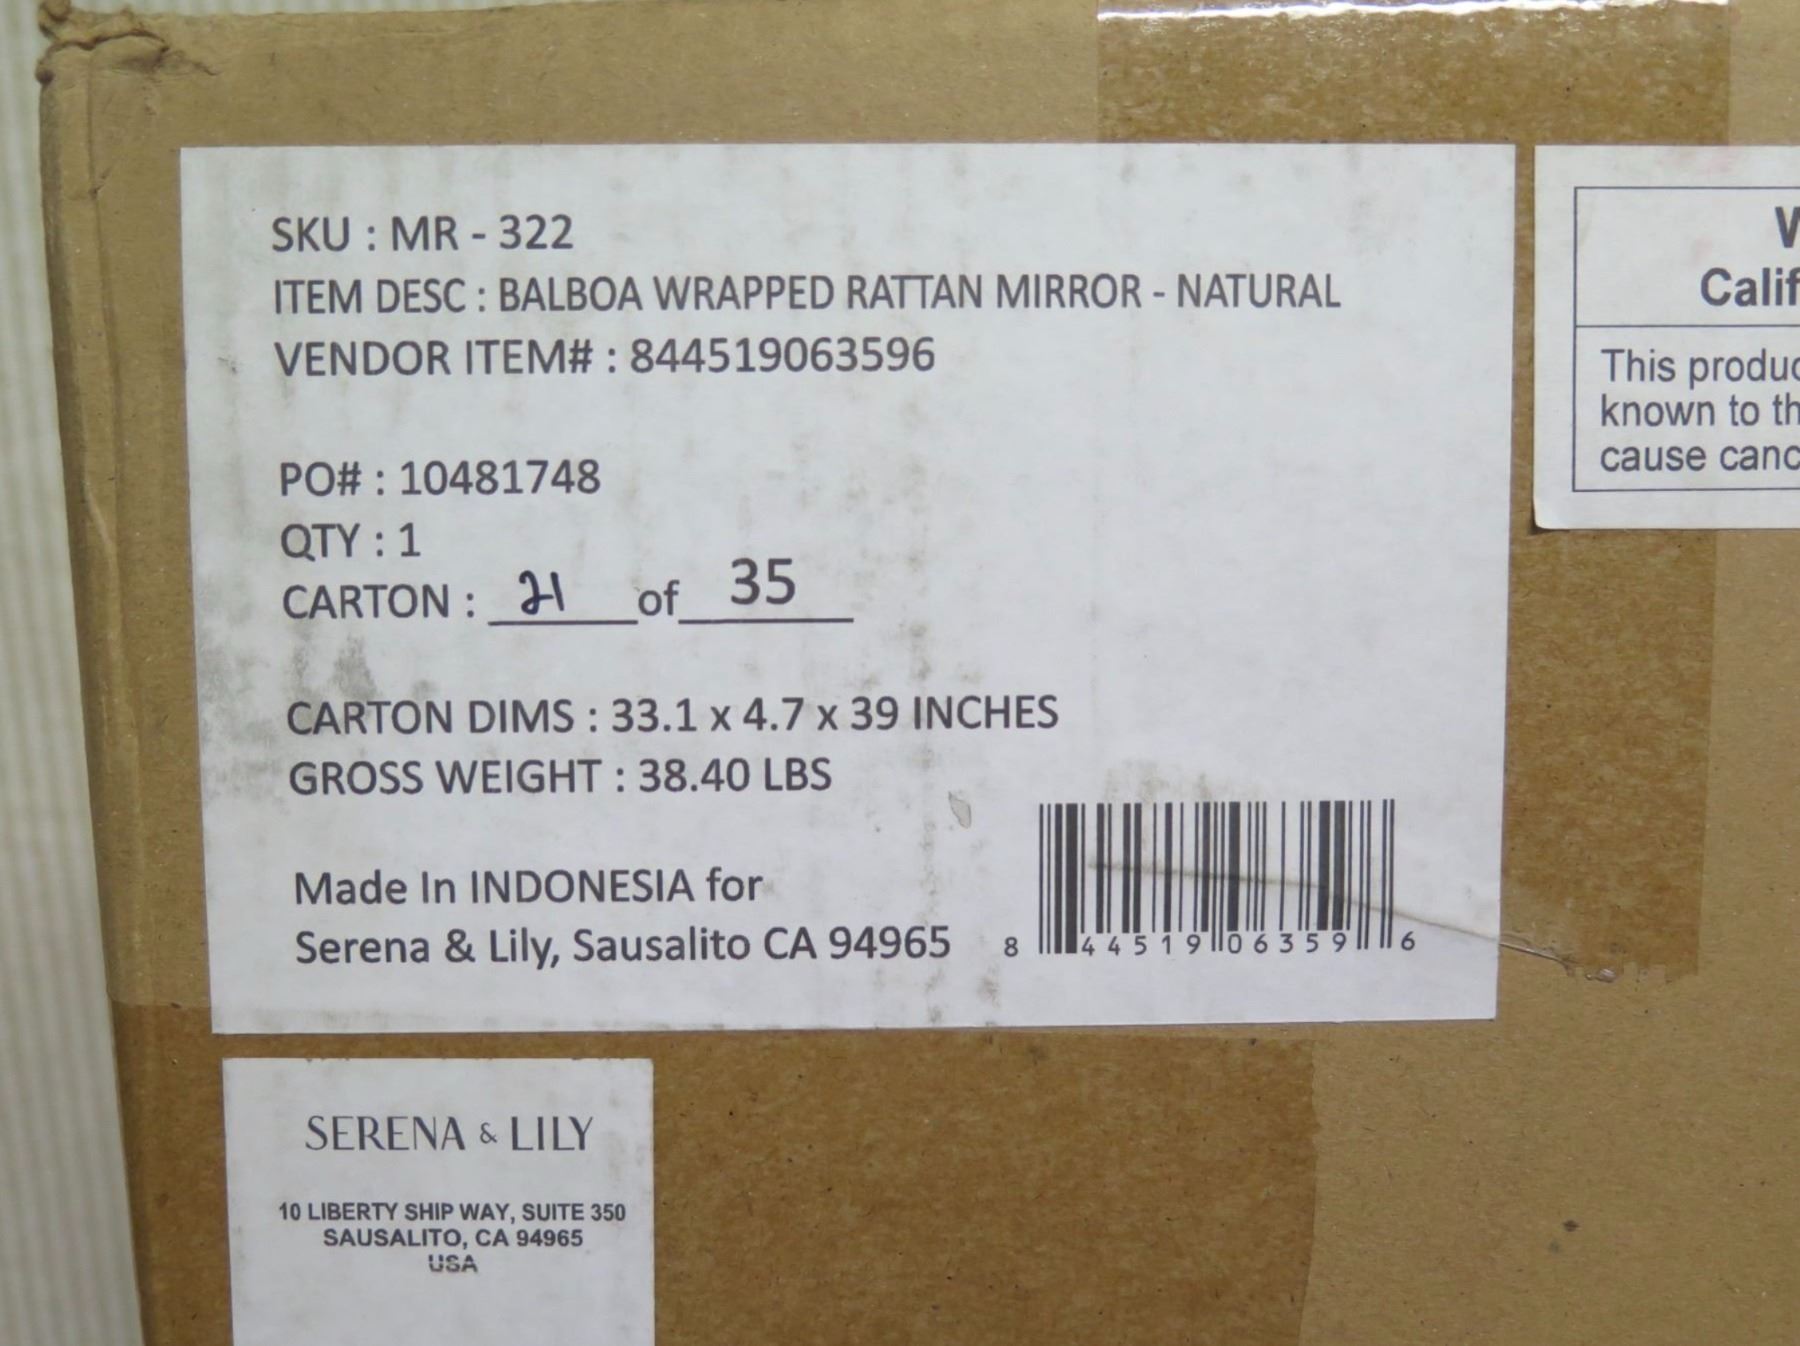 SKU : MR - 322
ITEM DESC : BALBOA WRAPPED RATTAN MIRROR - NATURAL
VENDOR ITEM# : 844519063596
PO# : 10481748
QTY : 1
CARTON : 21 of 35
CARTON DIMS : 33.1 x 4.7 x 39 INCHES
GROSS WEIGHT : 38.40 LBS
Made In INDONESIA for
Serena & Lily, Sausalito CA 94965
8 44519 06359 6
Calif
This produc
known to th
cause canc
SERENA & LILY
10 LIBERTY SHIP WAY, SUITE 350
SAUSALITO, CA 94965
USA